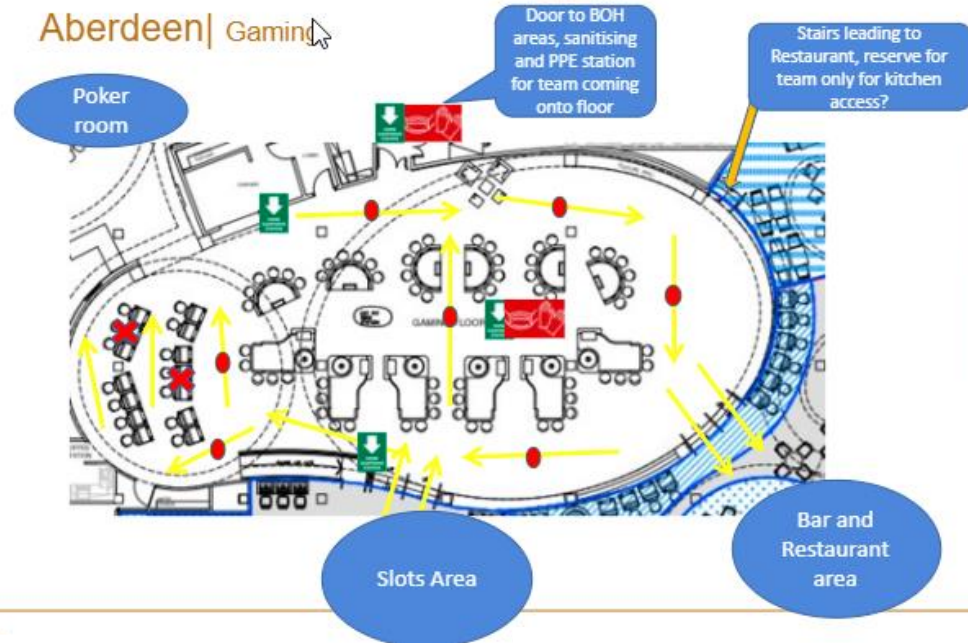 Aberdeen| Gaming
Door to BOH
areas, sanitising
and PPE station
for team coming
onto floor
Stairs leading to
Restaurant, reserve for
team only for kitchen
access?
Poker
room
GAMING FLOOR
Slots Area
Bar and
Restaurant
area